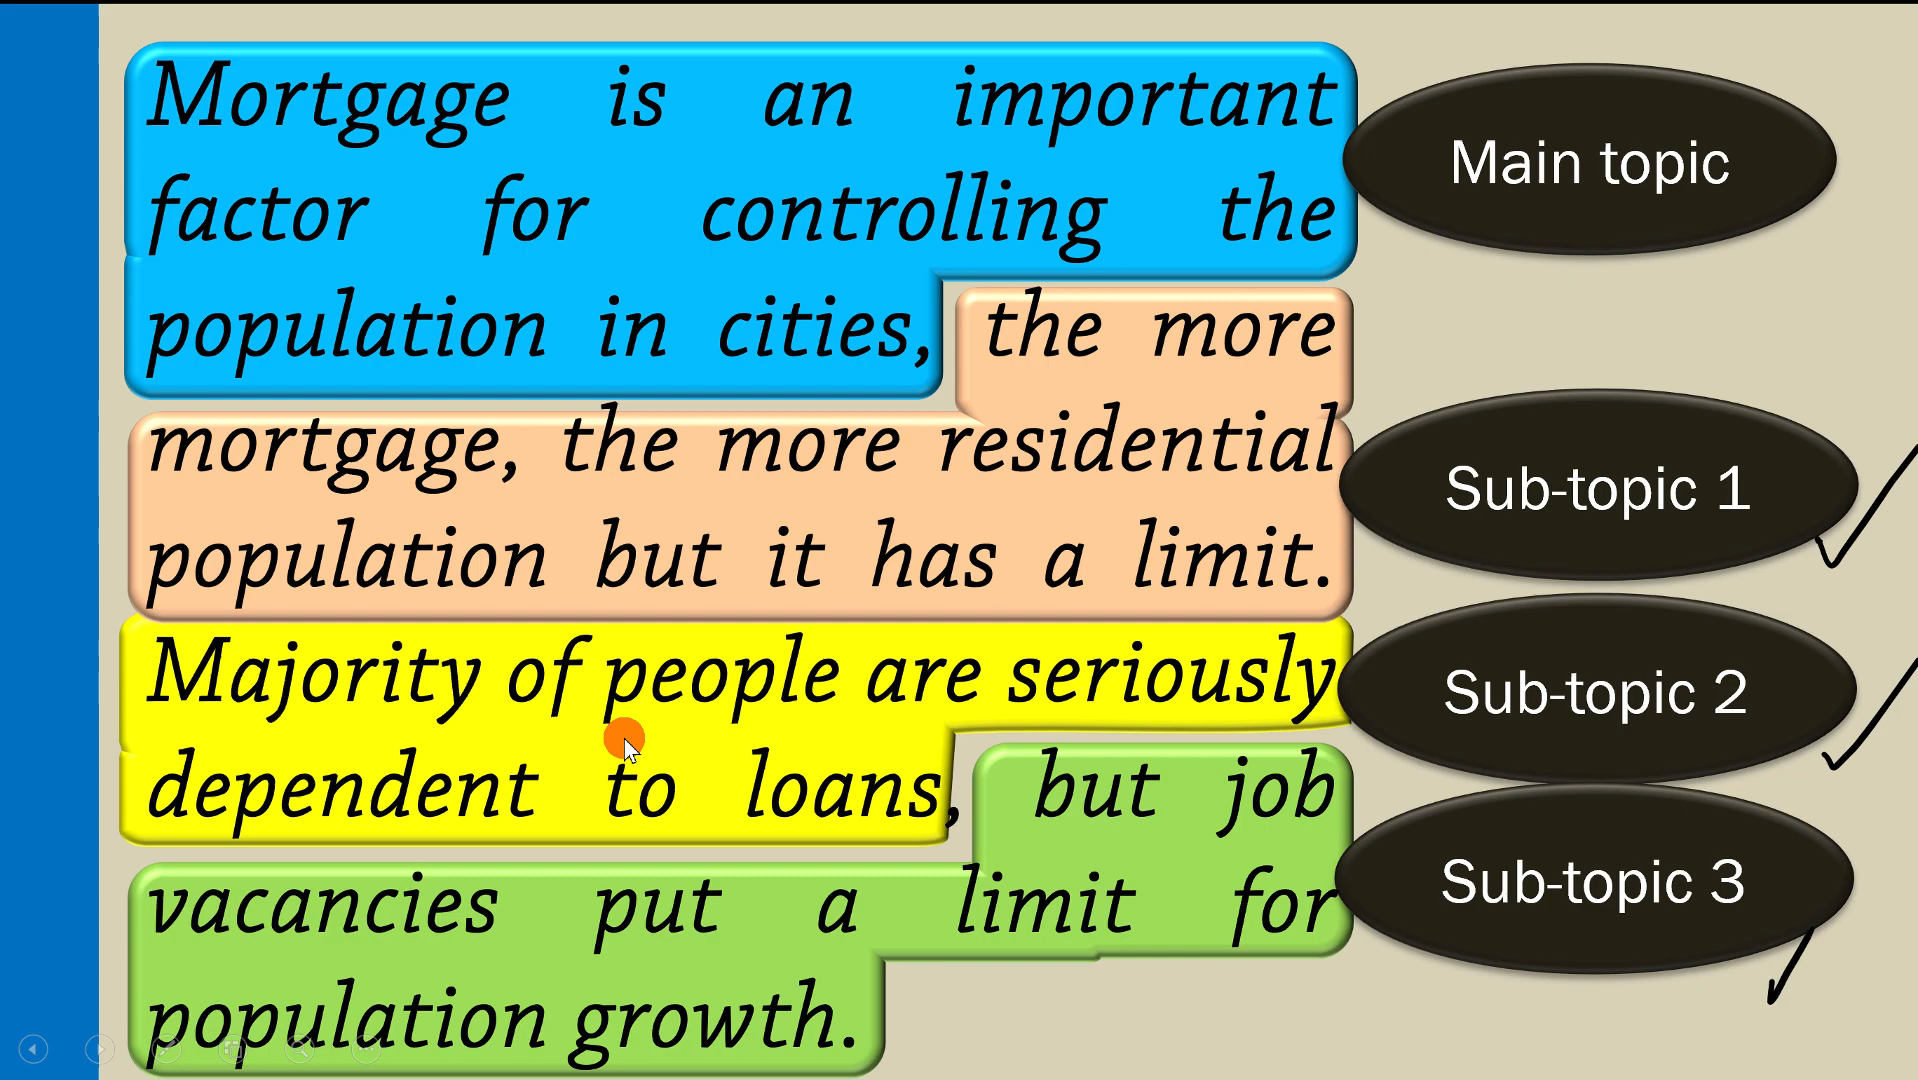 Mortgage is an important
factor for controlling the
population in cities, the more
mortgage, the more residential
population but it has a limit.
Majority of people are seriously
dependent to loans, but job
vacancies put a limit for
population growth.
Main topic
Sub-topic 1
Sub-topic 2
Sub-topic 3